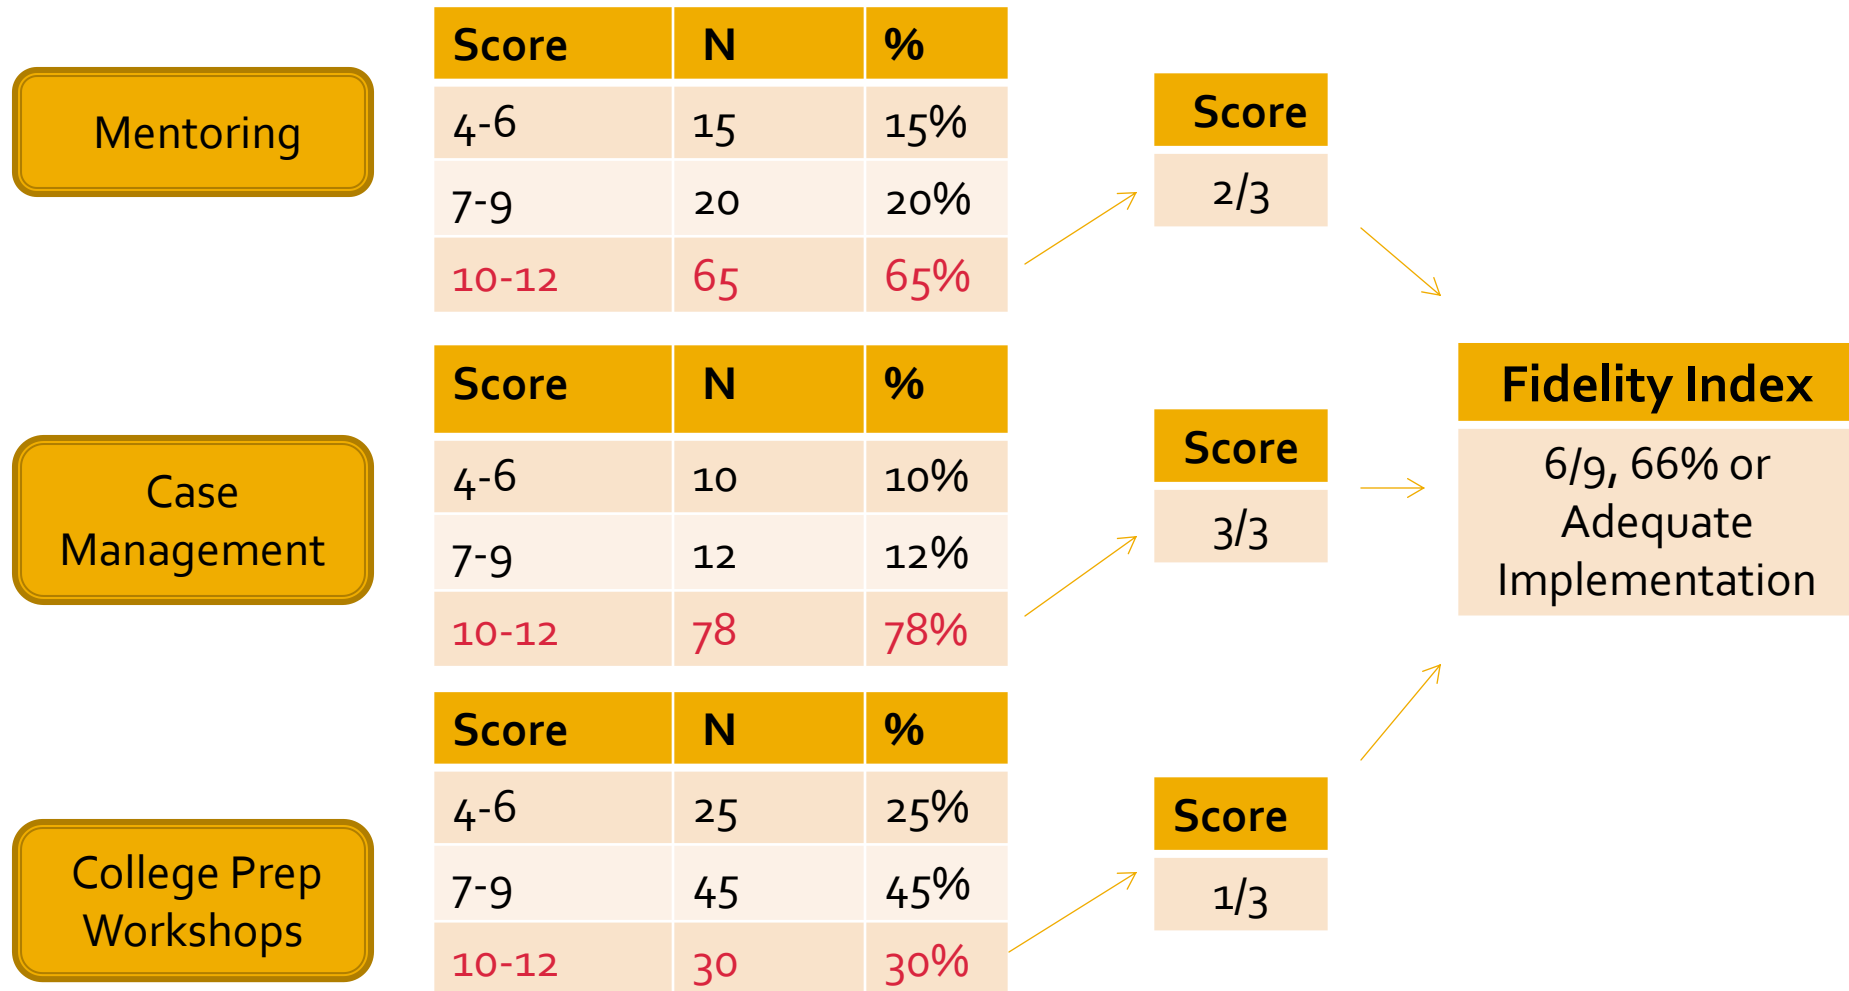 Mentoring
Score N %
4-6 15 15%
7-9 20 20%
10-12 65 65%
Score
2/3
Case
Management
Score N %
4-6 10 10%
7-9 12 12%
10-12 78 78%
Score
3/3
College Prep
Workshops
Score N %
4-6 25 25%
7-9 45 45%
10-12 30 30%
Score
1/3
Fidelity Index
6/9, 66% or
Adequate
Implementation